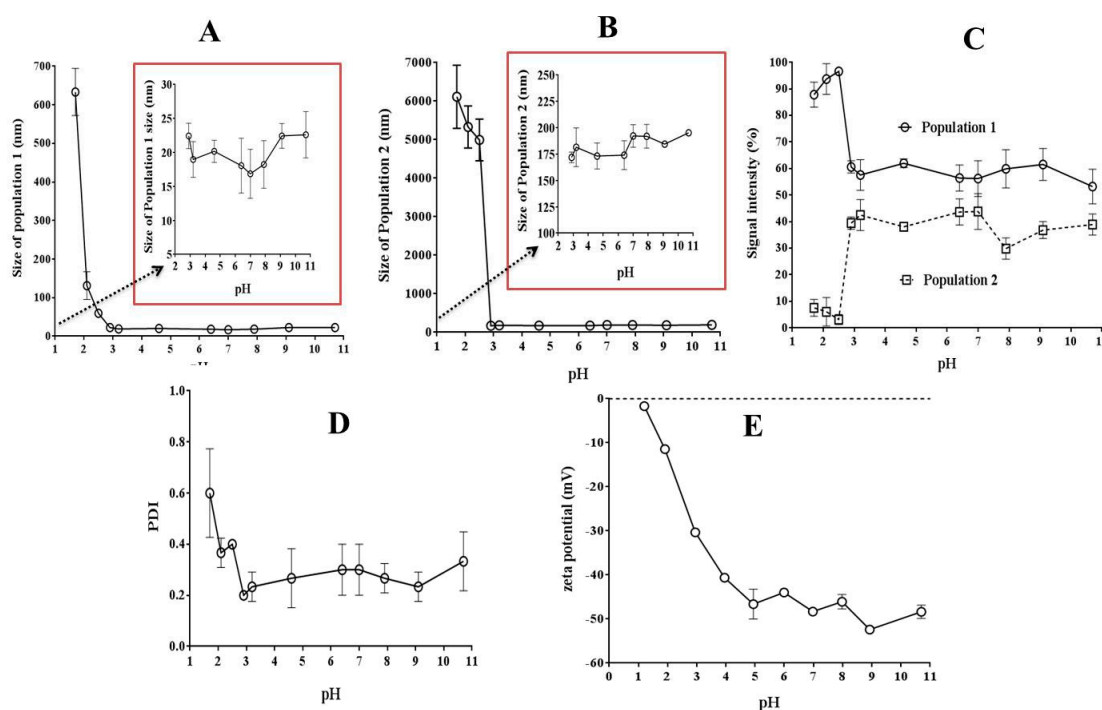 A
Size of population 1 (nm)
700
600
500
400
300
200
100
0
1 2 3 4 5 6 7 8 9 10 11
pH
Size of Population 1 size (nm)
30
25
20
15
10
5
2 3 4 5 6 7 8 9 10 11
pH
B
Size of Population 2 (nm)
7000
6000
5000
4000
3000
2000
1000
0
1 2 3 4 5 6 7 8 9 10 11
pH
Size of Population 2 (nm)
250
225
200
175
150
125
100
2 3 4 5 6 7 8 9 10 11
pH
C
Signal intensity (%)
100
90
80
70
60
50
40
30
20
10
0
Population 1
Population 2
1 2 3 4 5 6 7 8 9 10 1
pH
D
PDI
1.0
0.8
0.6
0.4
0.2
0.0
1 2 3 4 5 6 7 8 9 10 11
pH
E
zeta potential (mV)
0
-10
-20
-30
-40
-50
-60
0 1 2 3 4 5 6 7 8 9 10 11
pH